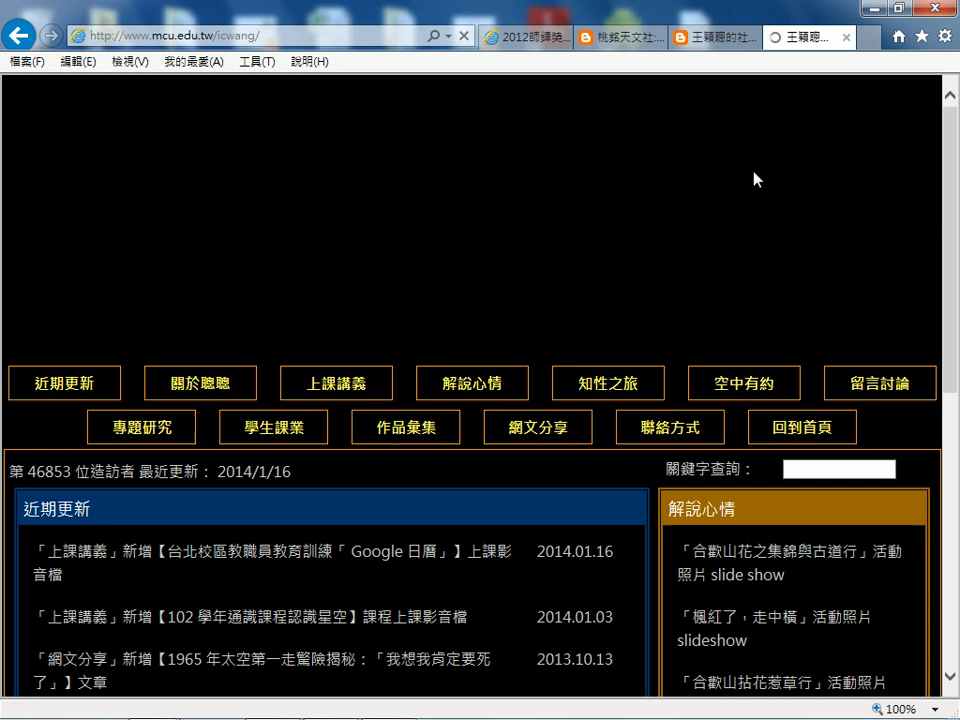 http://www.mcu.edu.tw/icwang/
2012師鐸獎...
桃銘天文社:...
王穎聰的社...
王穎聰...
檔案(F) 編輯(E) 檢視(V) 我的最愛(A) 工具(T) 說明(H)
近期更新 關於聰聰 上課講義 解說心情 知性之旅 空中有約 留言討論
專題研究 學生課業 作品彙集 網文分享 聯絡方式 回到首頁
第 46853 位造訪者 最近更新： 2014/1/16
關鍵字查詢：
近期更新
「上課講義」新增【台北校區教職員教育訓練「 Google 日曆」】上課影
音檔
2014.01.16
「上課講義」新增【102 學年通識課程認識星空】課程上課影音檔
2014.01.03
「網文分享」新增【1965 年太空第一走驚險揭秘：「我想我肯定要死
了」】文章
2013.10.13
解說心情
「合歡山花之集錦與古道行」活動
照片 slide show
「楓紅了，走中橫」活動照片
slideshow
「合歡山拈花惹草行」活動照片
100%